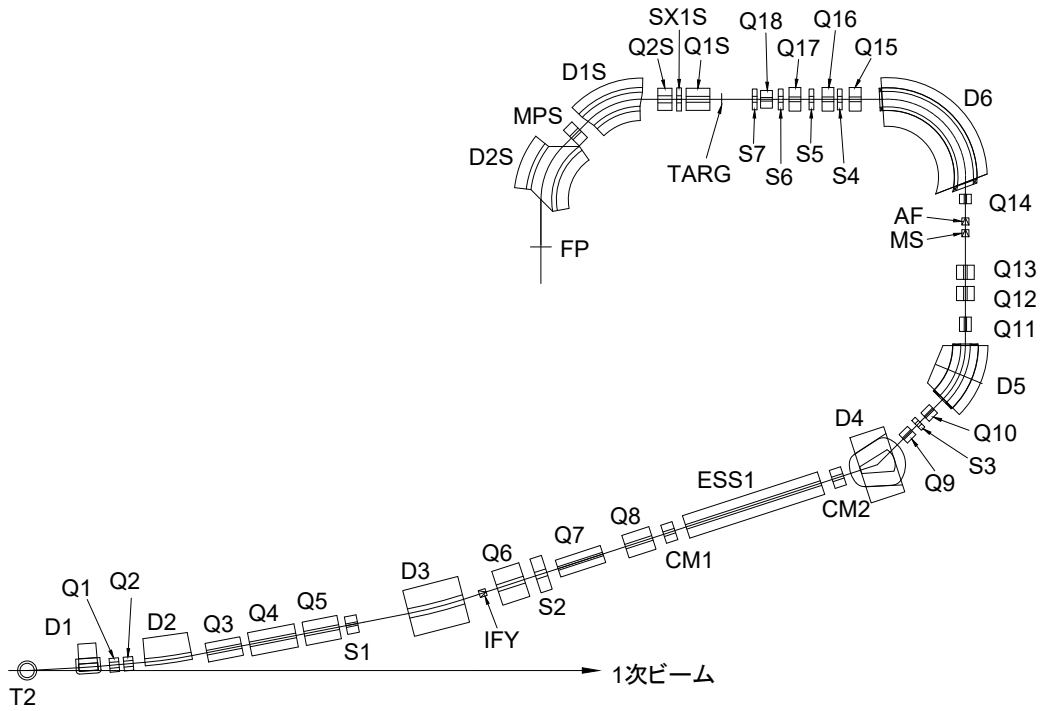 SX1S
Q18
Q16
Q2S
Q1S
Q17
Q15
D1S
D6
MPS
D2S
S7
S5
TARG
S6
S4
Q14
AF
MS
FP
Q13
Q12
Q11
D5
D4
Q10
S3
Q9
ESS1
CM2
Q8
Q7
CM1
Q6
D3
S2
Q2
Q1
Q5
IFY
Q4
D2
Q3
D1
S1
1次ビーム
T2